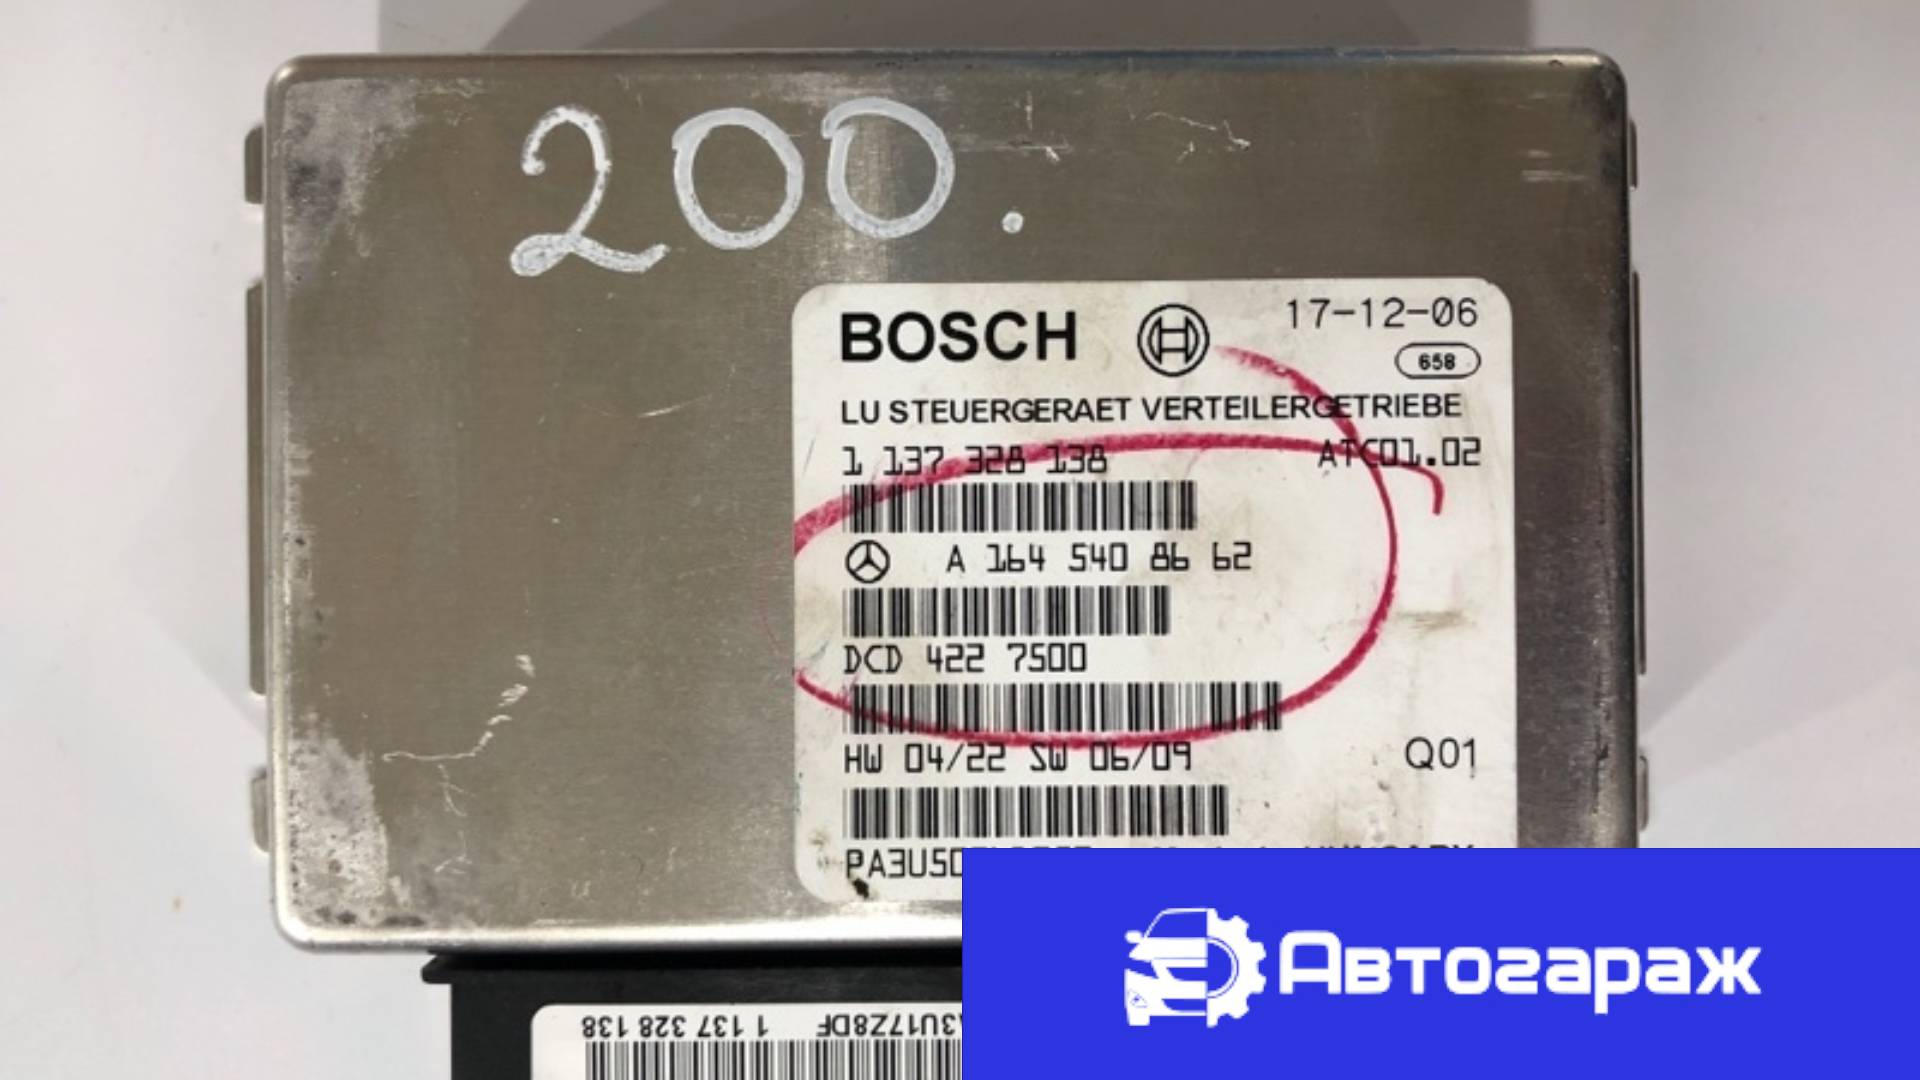 200.
BOSCH 17-12-06
658
LU STEUERGERAET VERTEILERGETRIEBE
1 137 328 138 ATC01.02
A 164 540 86 62
DCD 422 7500
HW 04/22 SW 06/09 Q01
1 137 328 138
Автогараж